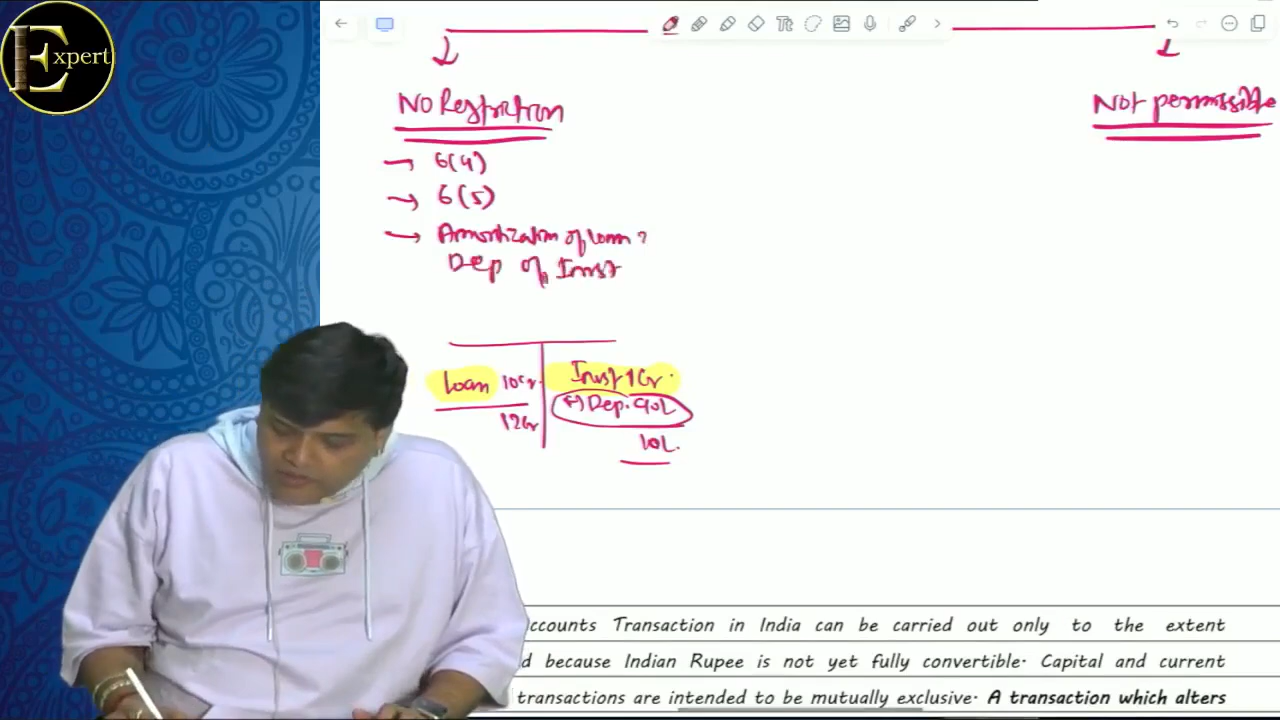 Expert
No Restriction
Not permissible
→ 6(4)
→ 6(5)
→ Amortization of loan
Dep of Invst
Loan 10Cr.
12Cr
Invst 1Cr.
(-) Dep. 90L
10L.
ccounts Transaction in India can be carried out only to the extent
d because Indian Rupee is not yet fully convertible. Capital and current
transactions are intended to be mutually exclusive. A transaction which alters